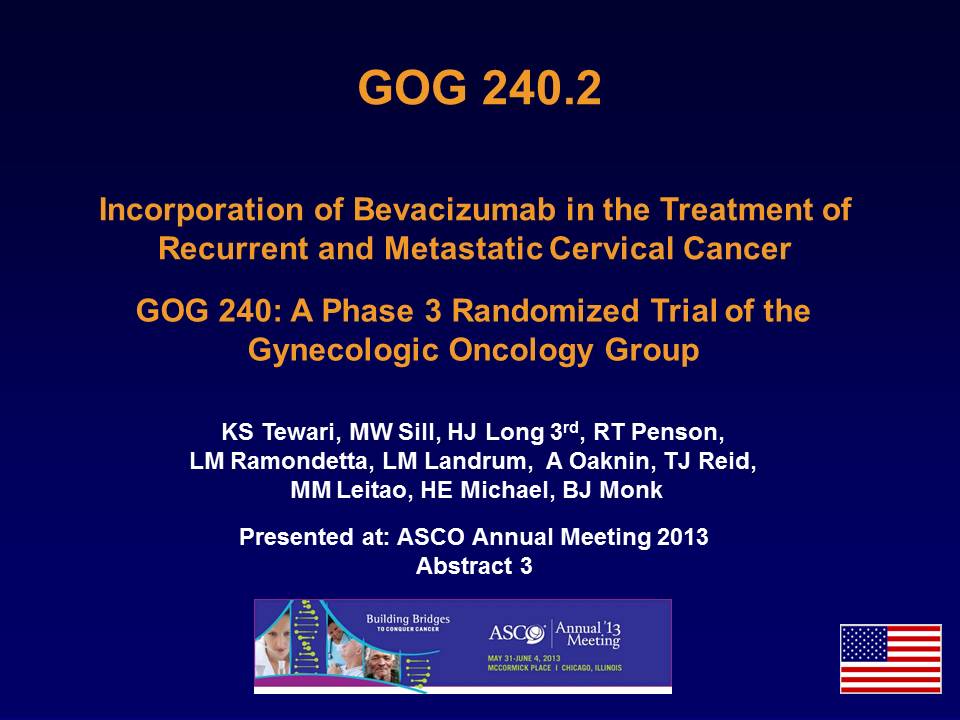 GOG 240.2
Incorporation of Bevacizumab in the Treatment of
Recurrent and Metastatic Cervical Cancer
GOG 240: A Phase 3 Randomized Trial of the
Gynecologic Oncology Group
KS Tewari, MW Sill, HJ Long 3rd, RT Penson,
LM Ramondetta, LM Landrum, A Oaknin, TJ Reid,
MM Leitao, HE Michael, BJ Monk
Presented at: ASCO Annual Meeting 2013
Abstract 3
Building Bridges
TO CONQUER CANCER
ASCO
Annual '13
Meeting
MAY 31-JUNE 4, 2013
MCCORMICK PLACE I CHICAGO, ILLINOIS